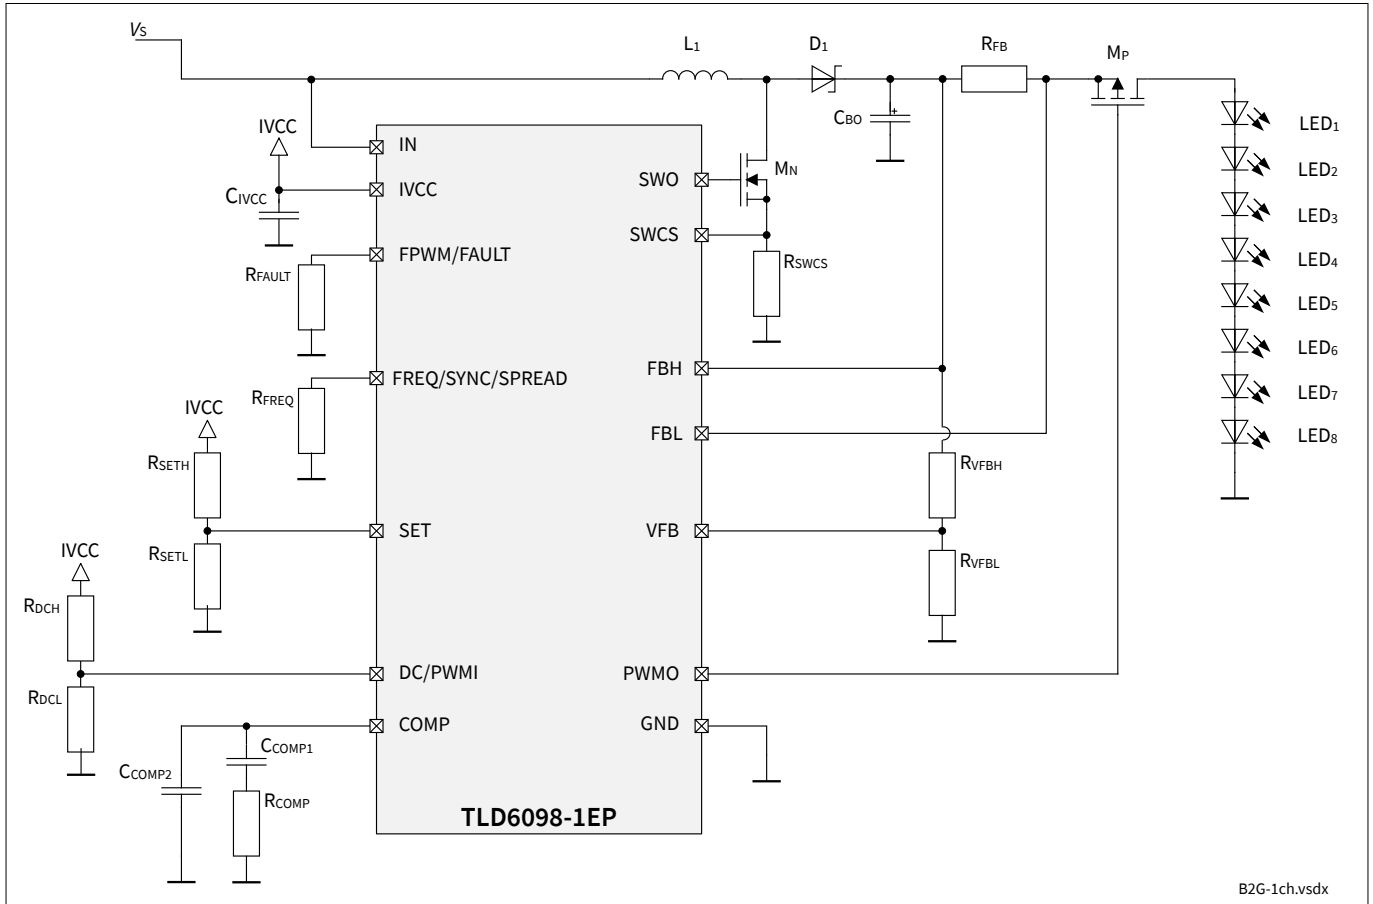 VS
L1
D1
RFB
MP
IVCC
IN
CBO
LED1
MN
LED2
SWO
CIVCC
IVCC
LED3
SWCS
FPWM/FAULT
RSWCS
LED4
RFAULT
LED5
LED6
FBH
FREQ/SYNC/SPREAD
LED7
RFREQ
IVCC
FBL
LED8
RSETH
RVFBH
SET
VFB
IVCC
RSETL
RVFBL
RDCH
DC/PWMI
PWMO
RDCL
COMP
GND
CCOMP1
CCOMP2
RCOMP
TLD6098-1EP
B2G-1ch.vsdx